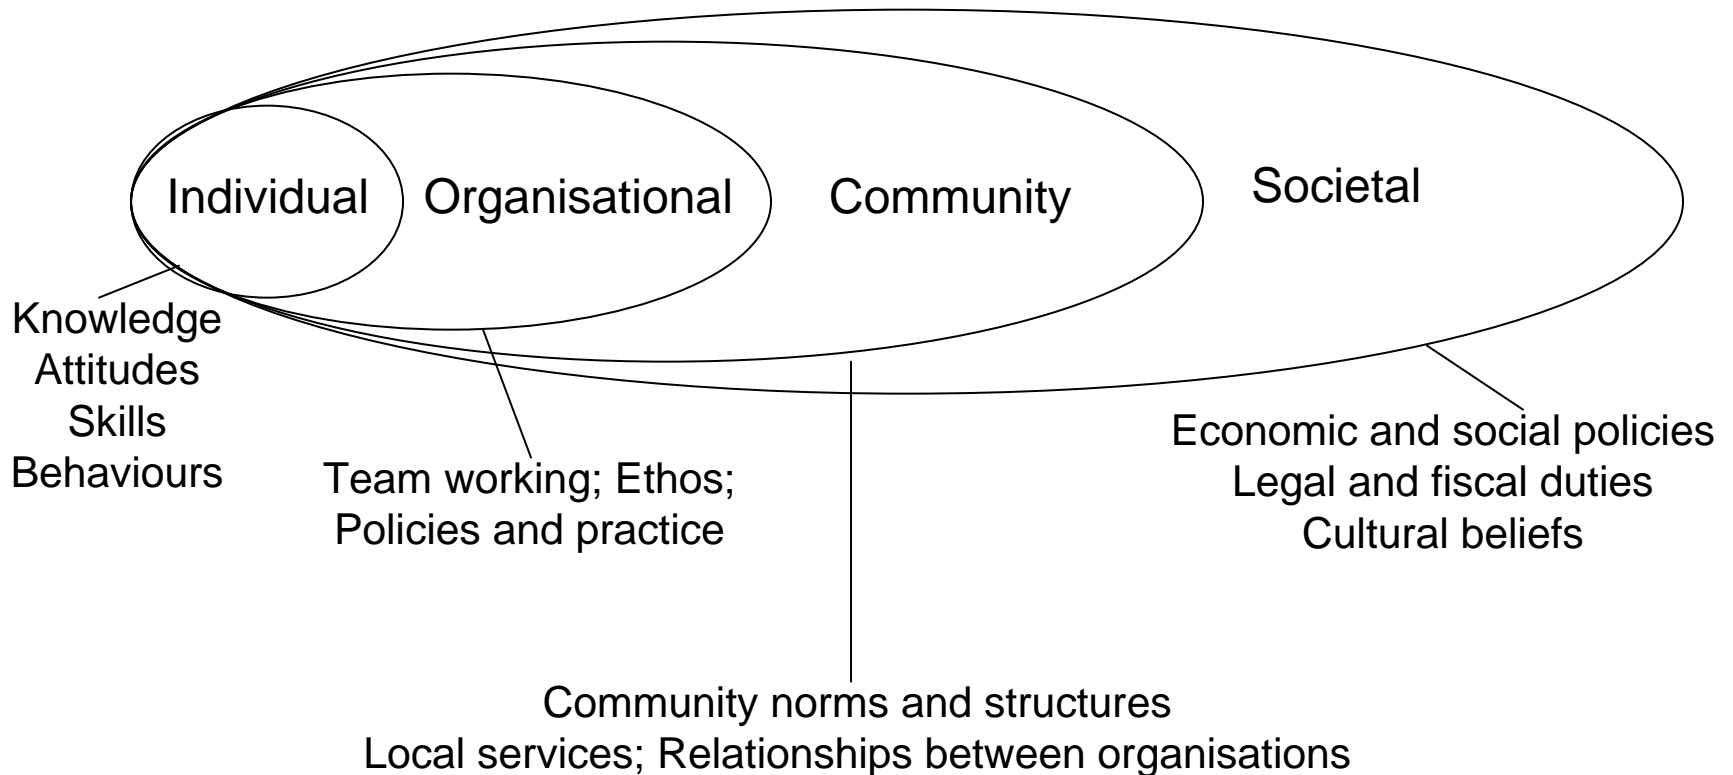 Individual
Organisational
Community
Societal
Knowledge
Attitudes
Skills
Behaviours
Team working; Ethos;
Policies and practice
Community norms and structures
Local services; Relationships between organisations
Economic and social policies
Legal and fiscal duties
Cultural beliefs